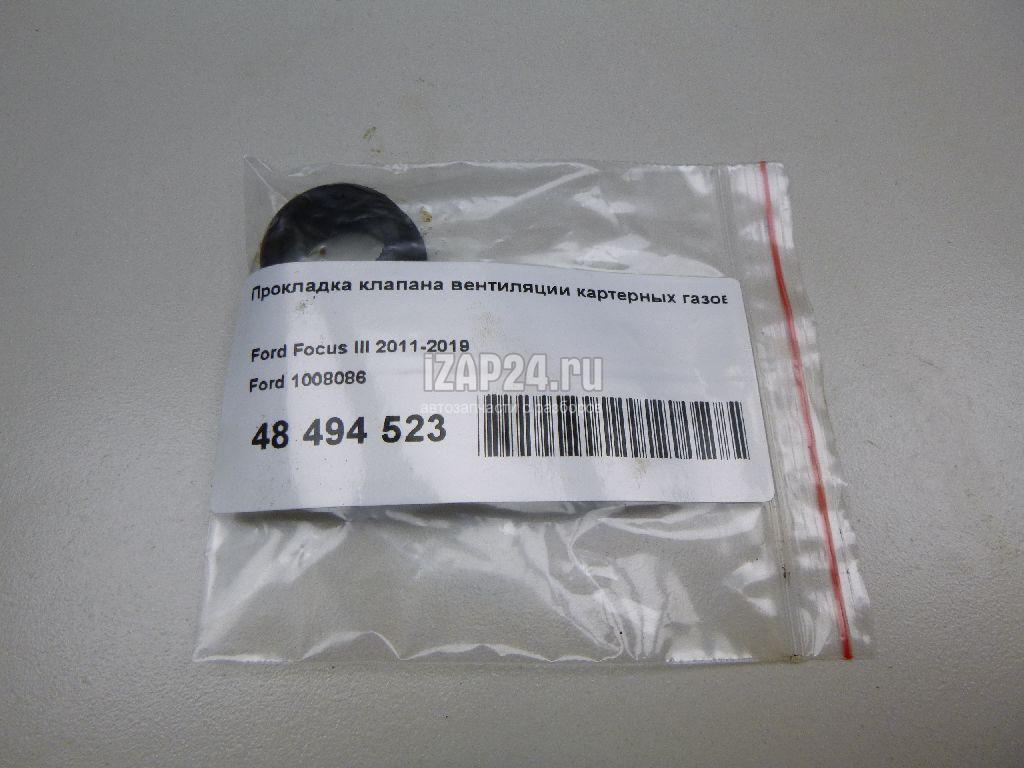 Прокладка клапана вентиляции картерных газов
Ford Focus III 2011-2019
Ford 1008086
iZAP24.ru
автозапчасти с разборов
48 494 523